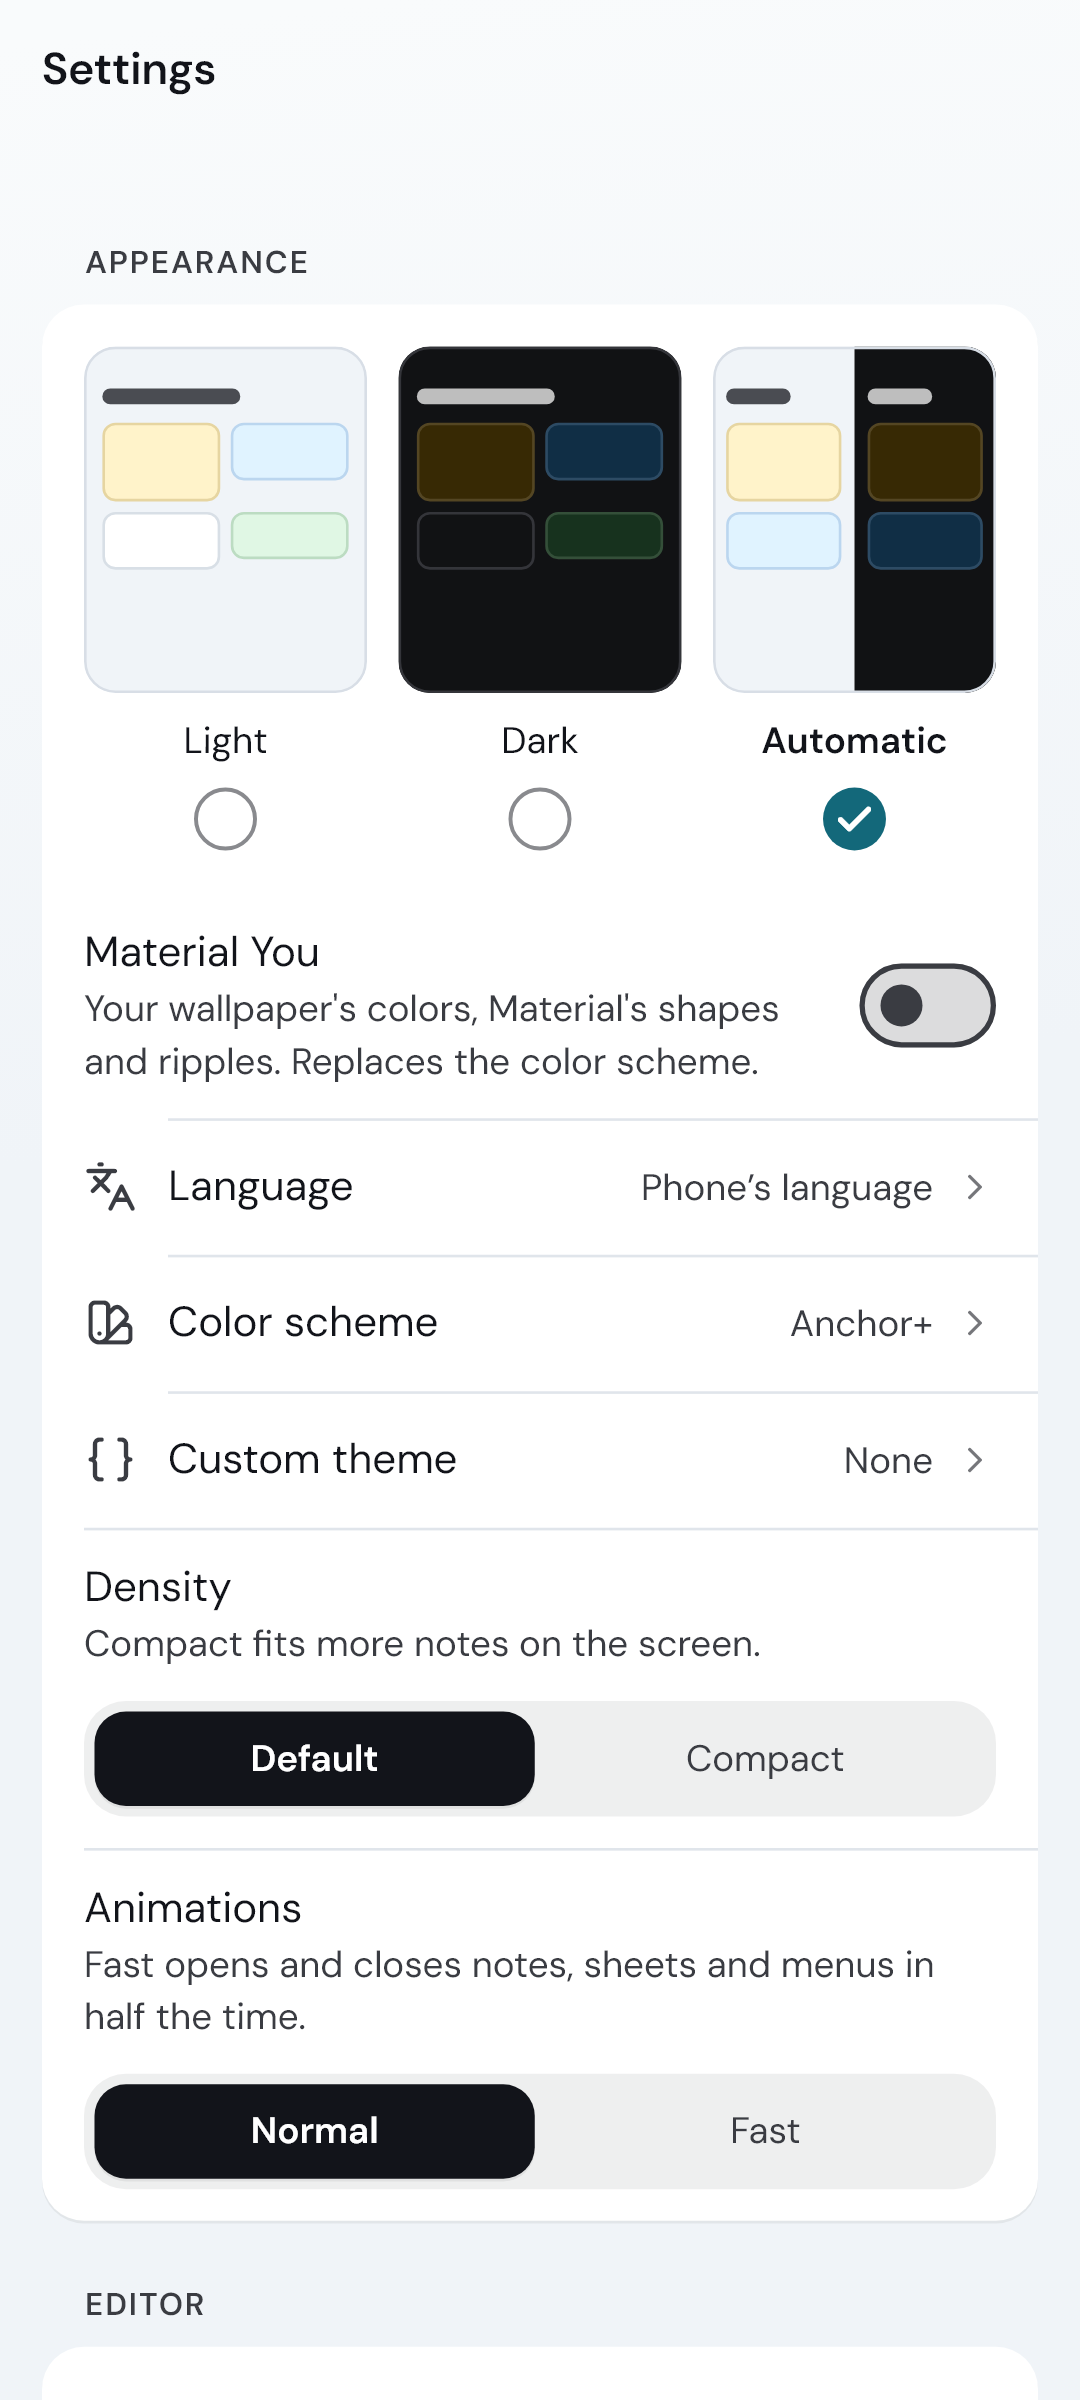 Settings
APPEARANCE
Light
Dark
Automatic
Material You
Your wallpaper's colors, Material's shapes
and ripples. Replaces the color scheme.
Language
Phone’s language
Color scheme
Anchor+
Custom theme
None
Density
Compact fits more notes on the screen.
Default
Compact
Animations
Fast opens and closes notes, sheets and menus in
half the time.
Normal
Fast
EDITOR